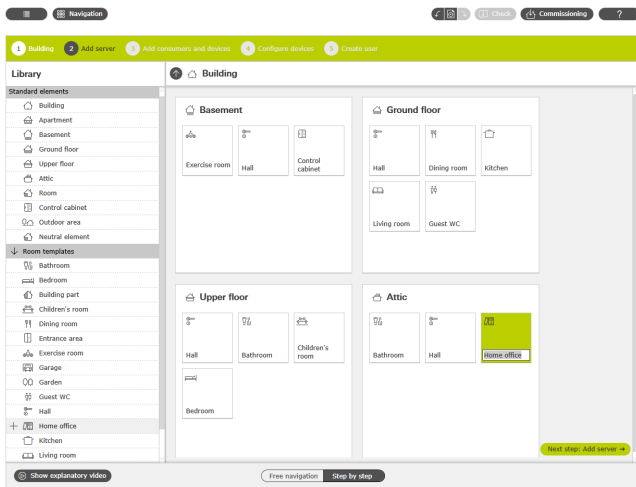 Navigation
Check
Commissioning
?
1 Building
2 Add server
3 Add consumers and devices
4 Configure devices
5 Create user
Library
Building
Standard elements
Building
Apartment
Basement
Ground floor
Upper floor
Attic
Room
Control cabinet
Outdoor area
Neutral element
Room templates
Bathroom
Bedroom
Building part
Children's room
Dining room
Entrance area
Exercise room
Garage
Garden
Guest WC
Hall
Home office
Kitchen
Living room
Basement
Exercise room
Hall
Control
cabinet
Ground floor
Hall
Dining room
Kitchen
Living room
Guest WC
Upper floor
Hall
Bathroom
Children's
room
Bedroom
Attic
Bathroom
Hall
Home office
Next step: Add server →
Show explanatory video
Free navigation
Step by step